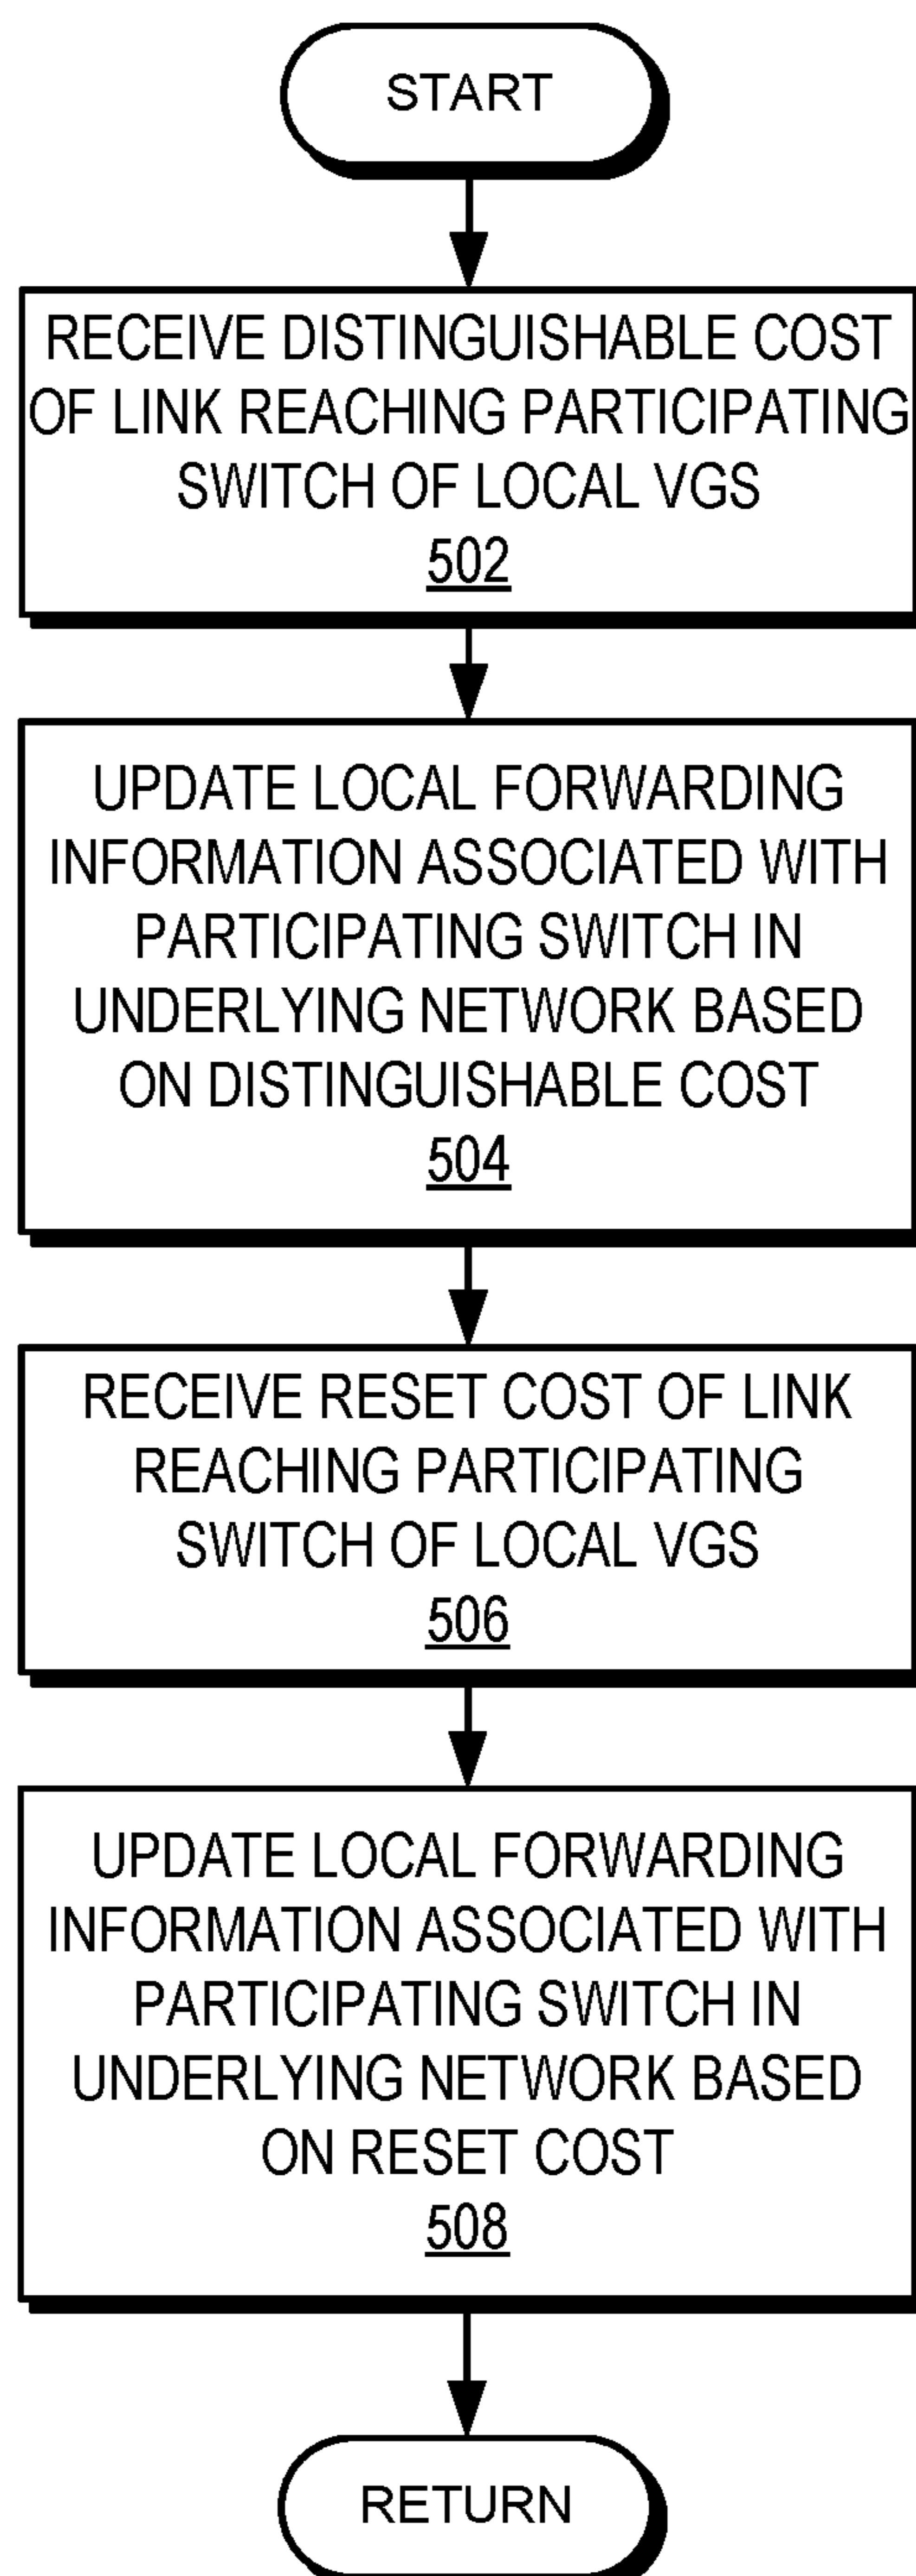 START
RECEIVE DISTINGUISHABLE COST
OF LINK REACHING PARTICIPATING
SWITCH OF LOCAL VGS
502
UPDATE LOCAL FORWARDING
INFORMATION ASSOCIATED WITH
PARTICIPATING SWITCH IN
UNDERLYING NETWORK BASED
ON DISTINGUISHABLE COST
504
RECEIVE RESET COST OF LINK
REACHING PARTICIPATING
SWITCH OF LOCAL VGS
506
UPDATE LOCAL FORWARDING
INFORMATION ASSOCIATED WITH
PARTICIPATING SWITCH IN
UNDERLYING NETWORK BASED
ON RESET COST
508
RETURN